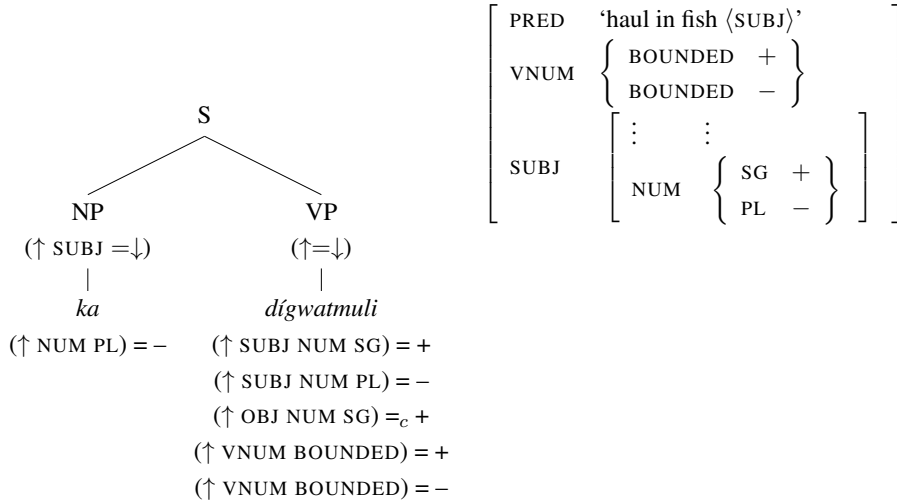 S
NP VP
(↑ SUBJ =↓) (↑=↓)
ka dígwatmuli
(↑ NUM PL) = – (↑ SUBJ NUM SG) = +
(↑ SUBJ NUM PL) = –
(↑ OBJ NUM SG) =c +
(↑ VNUM BOUNDED) = +
(↑ VNUM BOUNDED) = –
PRED ‘haul in fish ⟨SUBJ⟩’
VNUM { BOUNDED +
BOUNDED − }
SUBJ [ ⋮ ⋮
NUM { SG +
PL − } ]